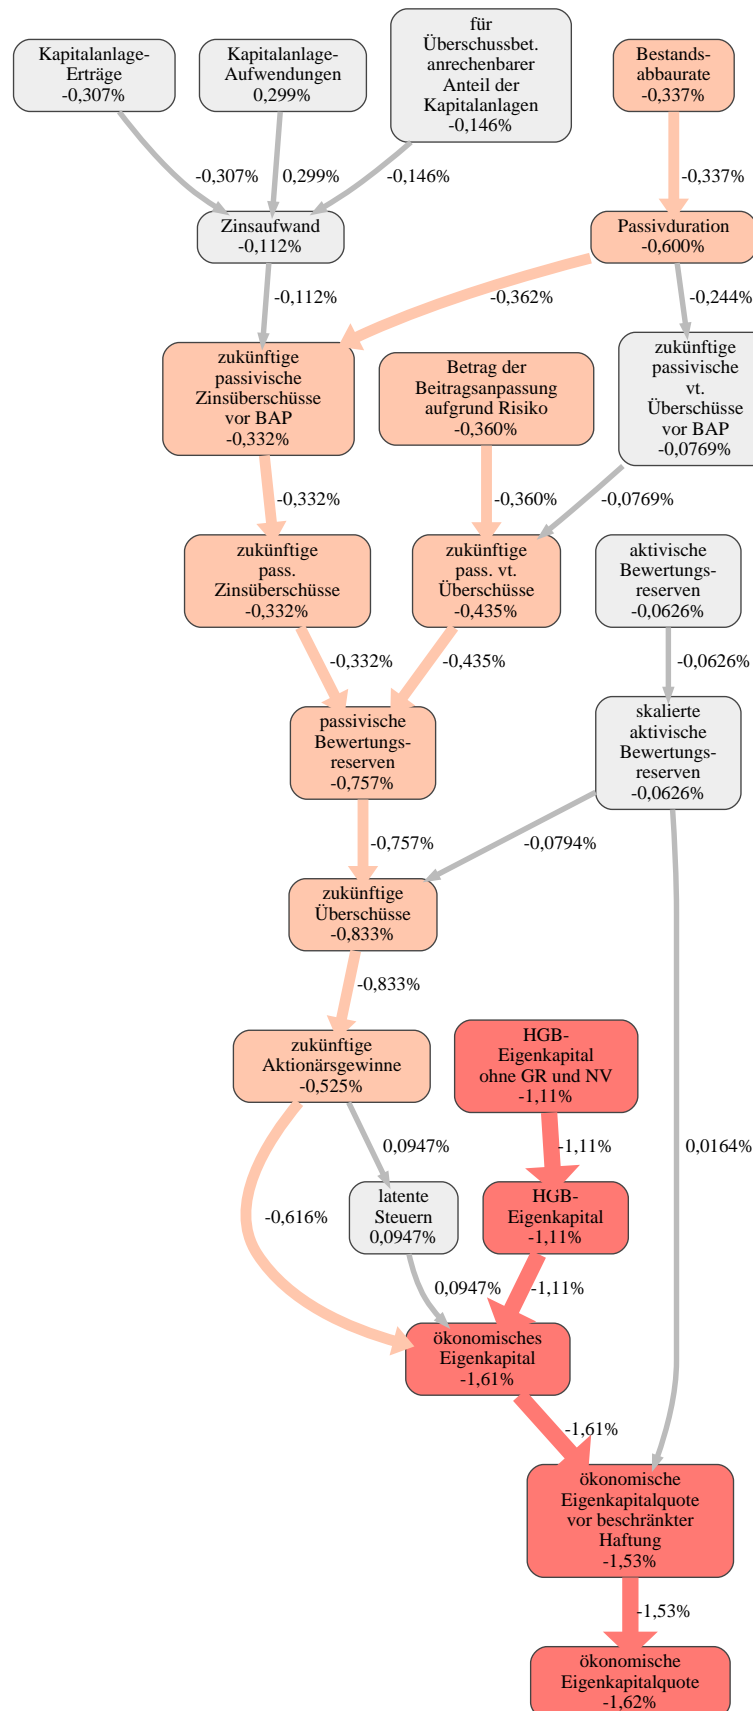 Kapitalanlage-
Erträge
-0,307%
Kapitalanlage-
Aufwendungen
0,299%
für
Überschussbet.
anrechenbarer
Anteil der
Kapitalanlagen
-0,146%
Bestands-
abbaurate
-0,337%
-0,307%
0,299%
-0,146%
-0,337%
Zinsaufwand
-0,112%
Passivduration
-0,600%
-0,112%
-0,362%
-0,244%
zukünftige
passivische
Zinsüberschüsse
vor BAP
-0,332%
Betrag der
Beitragsanpassung
aufgrund Risiko
-0,360%
zukünftige
passivische
vt.
Überschüsse
vor BAP
-0,0769%
-0,332%
-0,360%
-0,0769%
zukünftige
pass.
Zinsüberschüsse
-0,332%
zukünftige
pass. vt.
Überschüsse
-0,435%
aktivische
Bewertungs-
reserven
-0,0626%
-0,332%
-0,435%
-0,0626%
passivische
Bewertungs-
reserven
-0,757%
skalierte
aktivische
Bewertungs-
reserven
-0,0626%
-0,757%
-0,0794%
zukünftige
Überschüsse
-0,833%
-0,833%
zukünftige
Aktionärsgewinne
-0,525%
HGB-
Eigenkapital
ohne GR und NV
-1,11%
0,0947%
-1,11%
0,0164%
-0,616%
latente
Steuern
0,0947%
HGB-
Eigenkapital
-1,11%
0,0947%
-1,11%
ökonomisches
Eigenkapital
-1,61%
-1,61%
ökonomische
Eigenkapitalquote
vor beschränkter
Haftung
-1,53%
-1,53%
ökonomische
Eigenkapitalquote
-1,62%